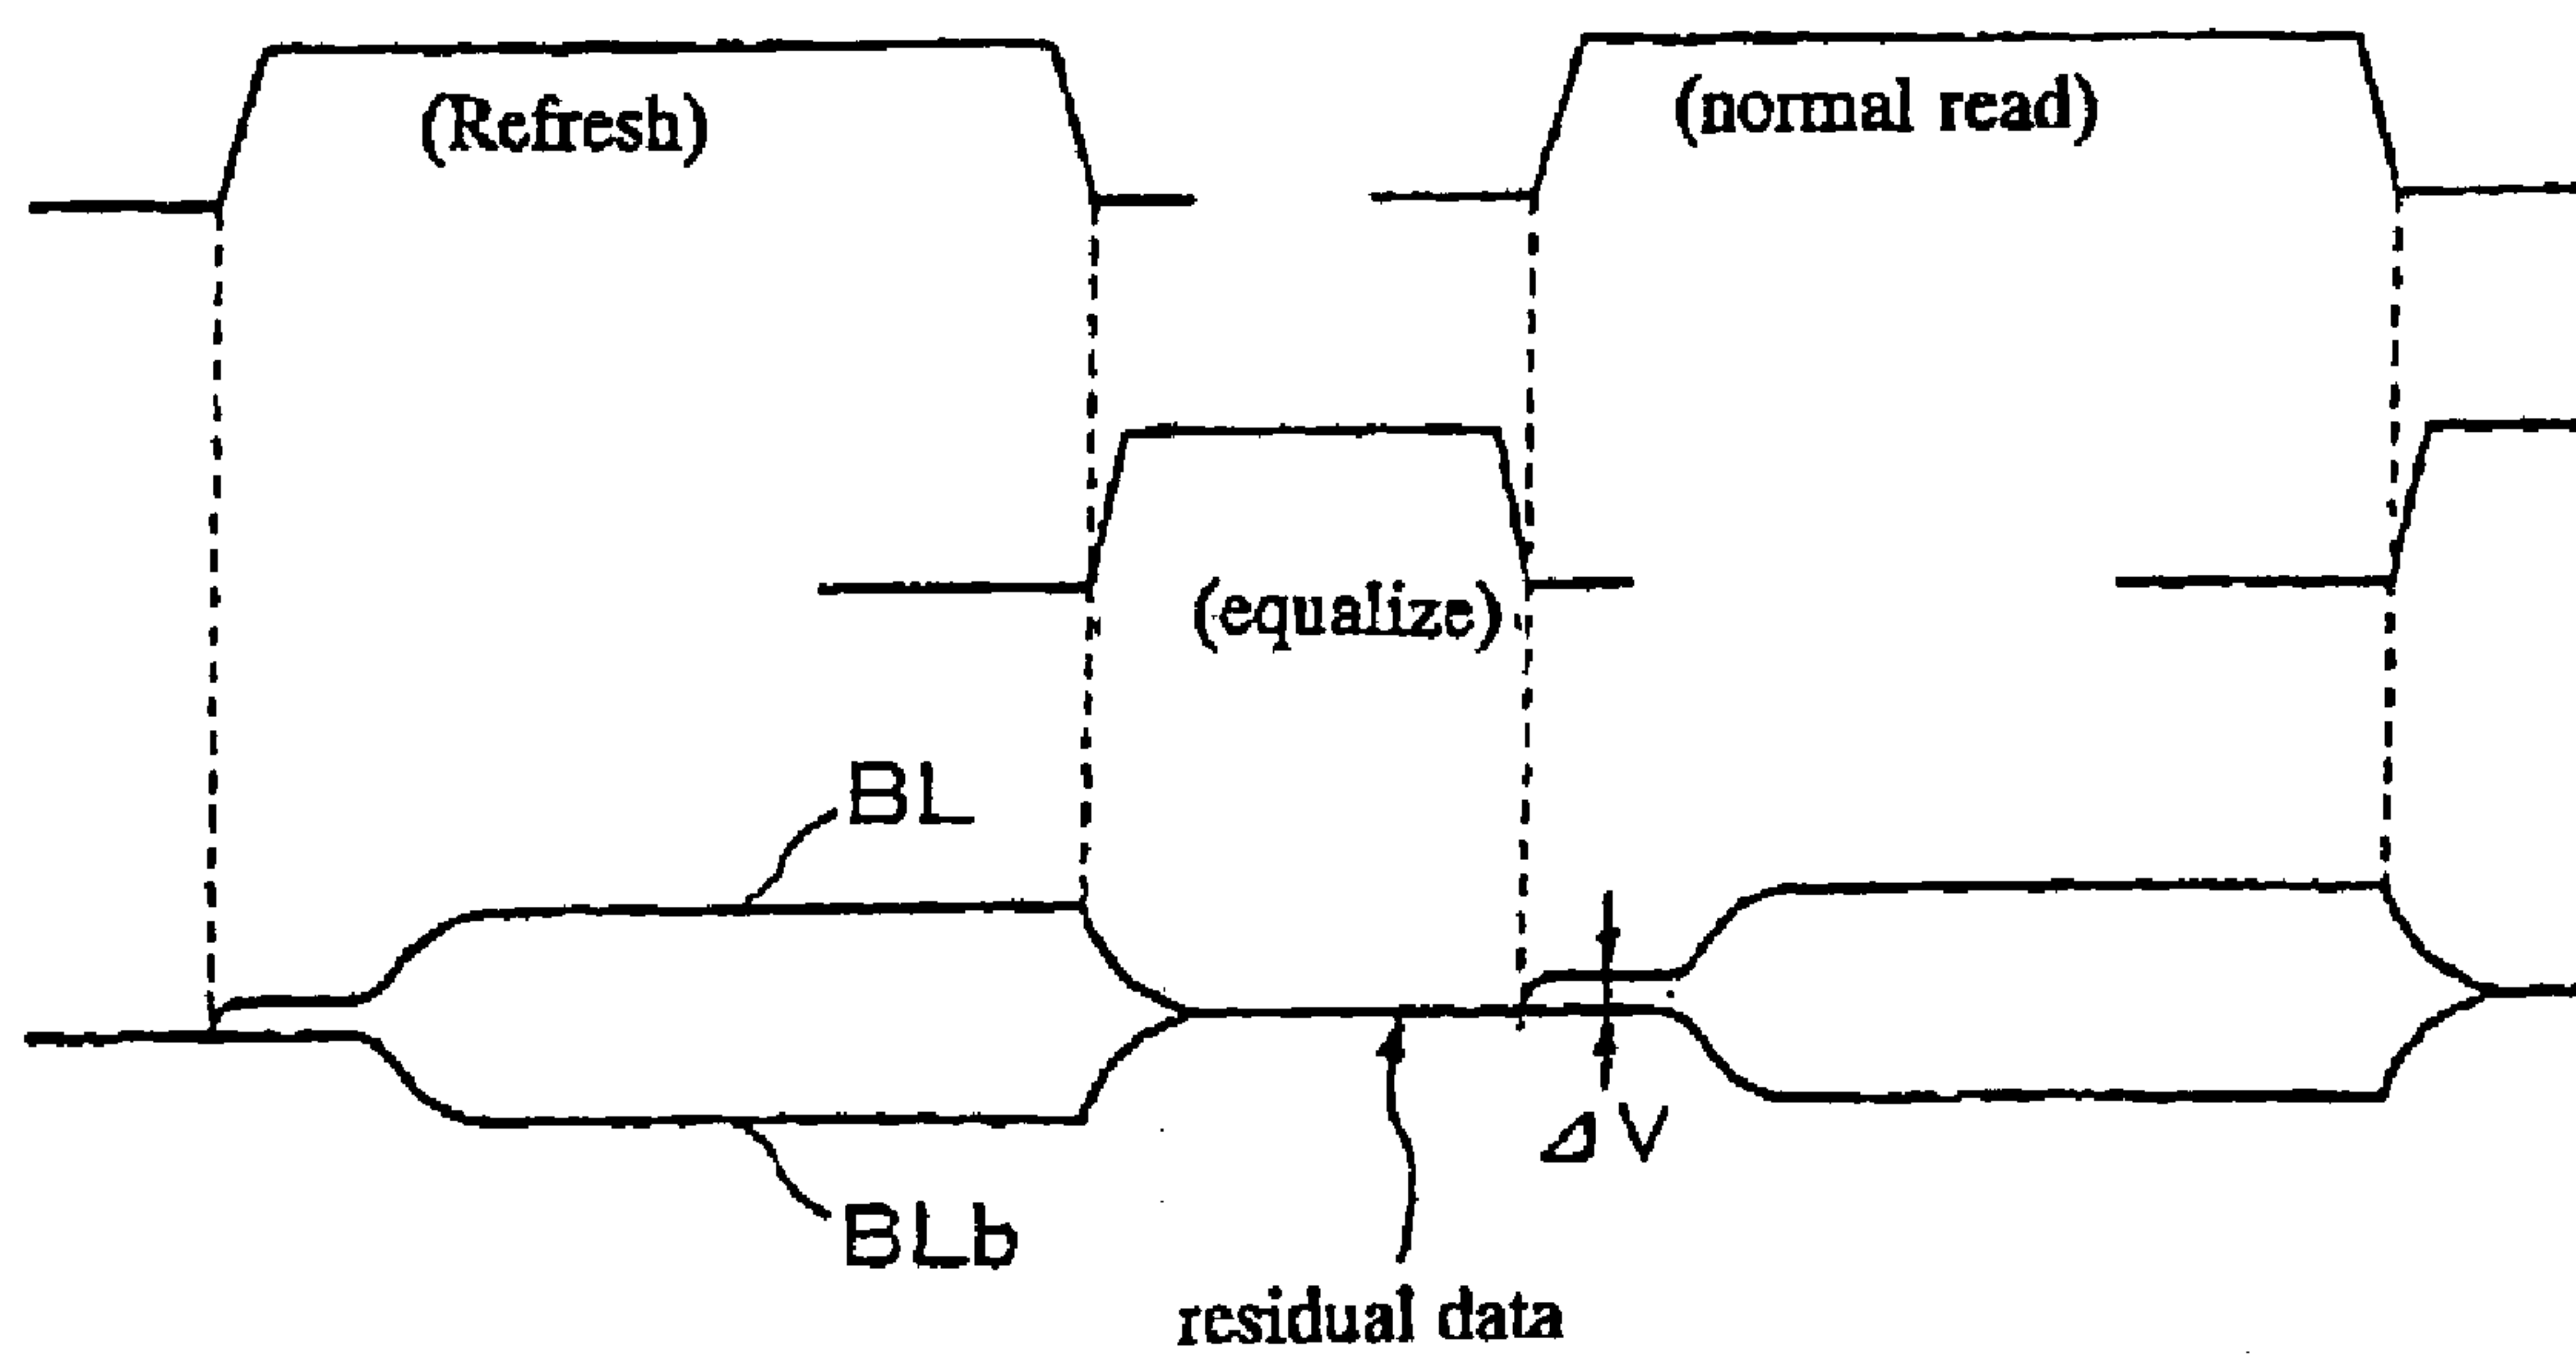 (Refresh)
(normal read)
(equalize)
BL
ΔV
BLb
residual data